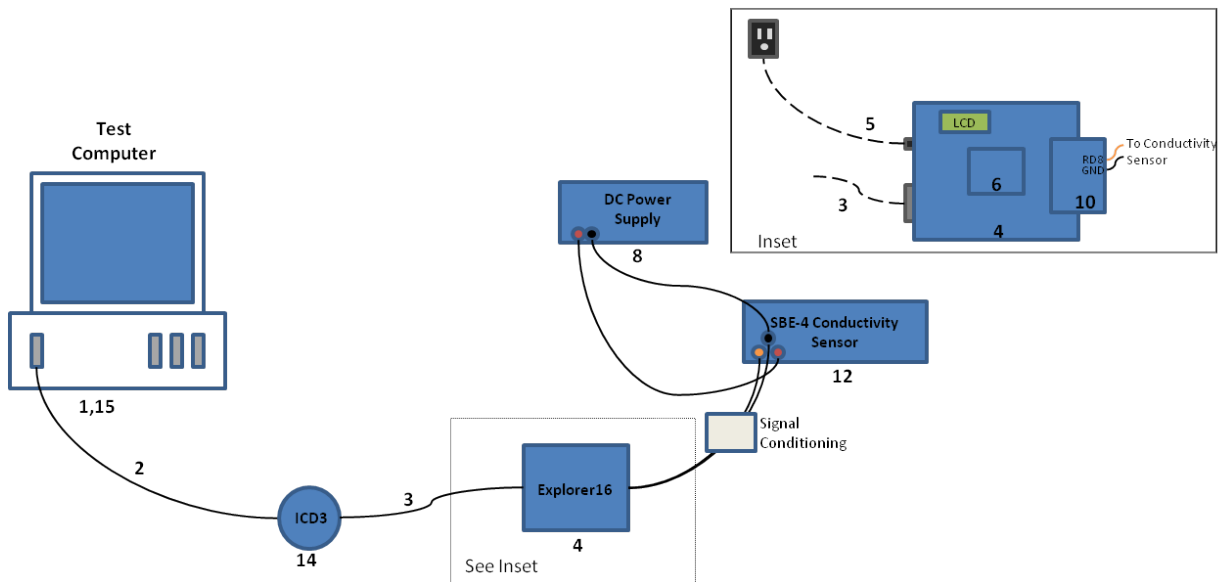 Test
Computer
1,15
2
ICD3
14
3
Explorer16
4
See Inset
DC Power
Supply
8
SBE-4 Conductivity
Sensor
12
Signal
Conditioning
5
LCD
6
3
4
RD8
GND
10
To Conductivity
Sensor
Inset